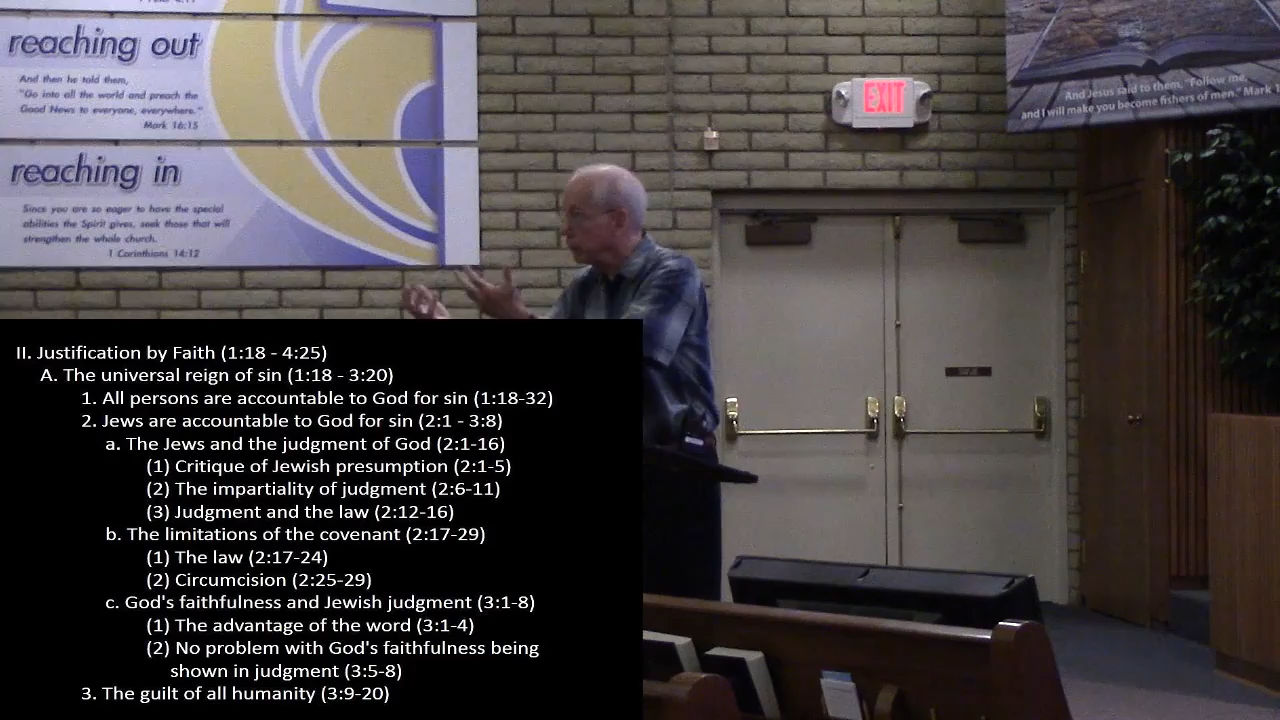 reaching out
And then he told them,
"Go into all the world and preach the
Good News to everyone, everywhere."
Mark 16:15
reaching in
Since you are so eager to have the special
abilities the Spirit gives, seek those that will
strengthen the whole church.
1 Corinthians 14:12
EXIT
And Jesus said to them, "Follow me,
and I will make you become fishers of men." Mark 1
II. Justification by Faith (1:18 - 4:25)
A. The universal reign of sin (1:18 - 3:20)
1. All persons are accountable to God for sin (1:18-32)
2. Jews are accountable to God for sin (2:1 - 3:8)
a. The Jews and the judgment of God (2:1-16)
(1) Critique of Jewish presumption (2:1-5)
(2) The impartiality of judgment (2:6-11)
(3) Judgment and the law (2:12-16)
b. The limitations of the covenant (2:17-29)
(1) The law (2:17-24)
(2) Circumcision (2:25-29)
c. God's faithfulness and Jewish judgment (3:1-8)
(1) The advantage of the word (3:1-4)
(2) No problem with God's faithfulness being
shown in judgment (3:5-8)
3. The guilt of all humanity (3:9-20)